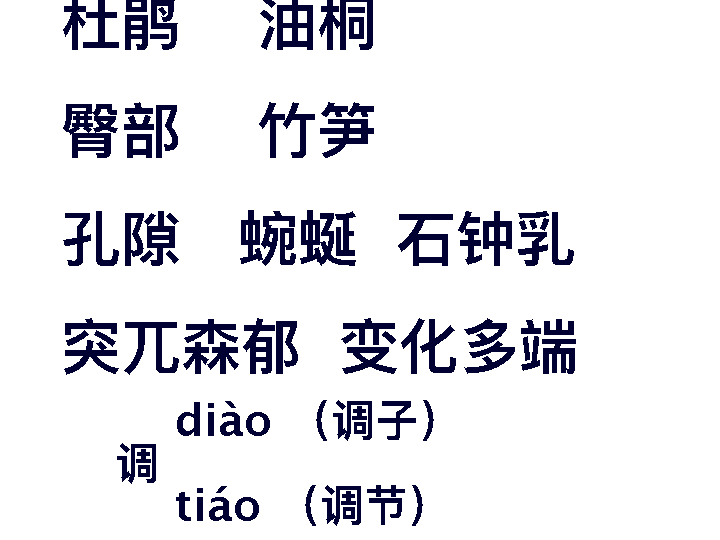 杜鹃 油桐
臀部 竹笋
孔隙 蜿蜒 石钟乳
突兀森郁 变化多端
diào （调子）
调
tiáo （调节）